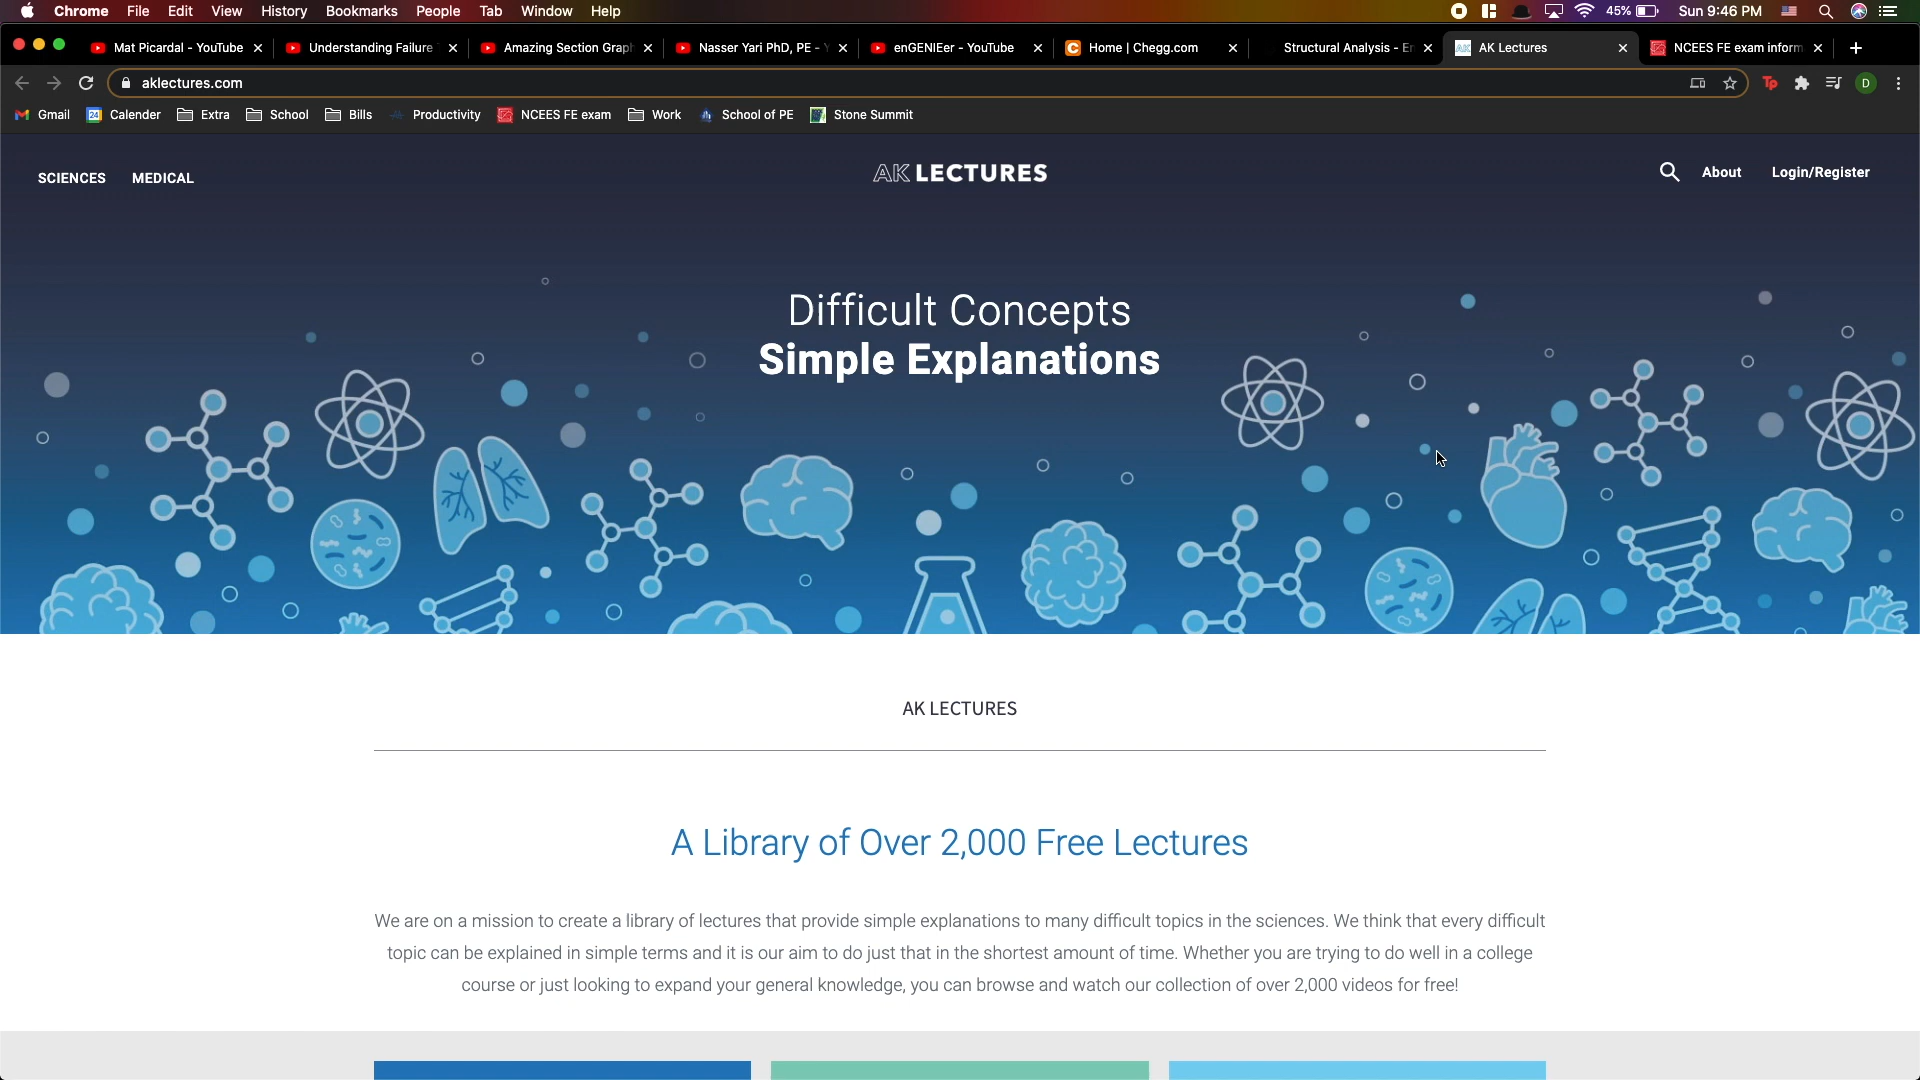 Chrome File Edit View History Bookmarks People Tab Window Help 45% Sun 9:46 PM
Mat Picardal - YouTube Understanding Failure Amazing Section Graph Nasser Yari PhD, PE - Y enGENIEer - YouTube Home | Chegg.com Structural Analysis - En AK Lectures NCEES FE exam inform
aklectures.com Tp D
Gmail 24 Calender Extra School Bills Productivity NCEES FE exam Work School of PE Stone Summit
SCIENCES MEDICAL AK LECTURES About Login/Register
Difficult Concepts
Simple Explanations
AK LECTURES
A Library of Over 2,000 Free Lectures
We are on a mission to create a library of lectures that provide simple explanations to many difficult topics in the sciences. We think that every difficult
topic can be explained in simple terms and it is our aim to do just that in the shortest amount of time. Whether you are trying to do well in a college
course or just looking to expand your general knowledge, you can browse and watch our collection of over 2,000 videos for free!